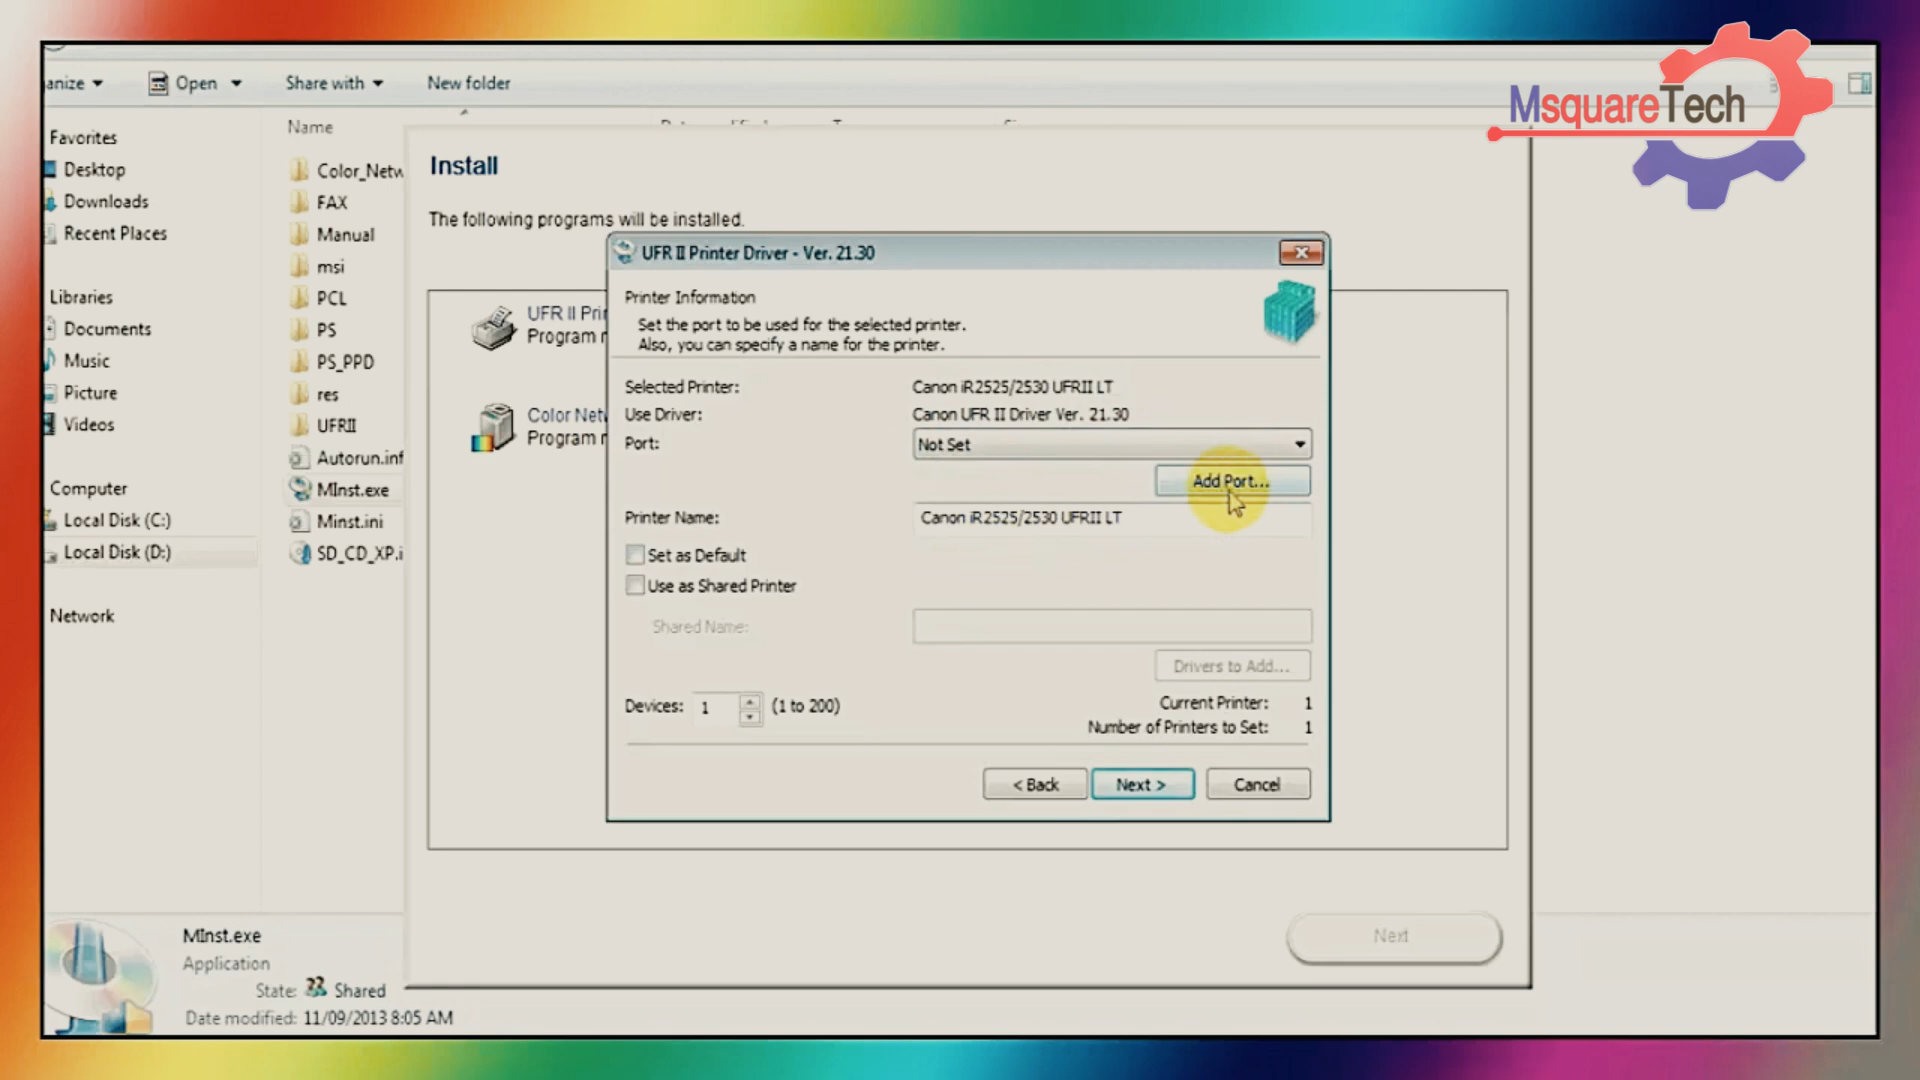 Open
Share with
New folder
MsquareTech
Name
Favorites
Desktop
Downloads
Recent Places
Libraries
Documents
Music
Picture
Videos
Computer
Local Disk (C:)
Local Disk (D:)
Network
FAX
Manual
msi
PCL
PS
PS_PPD
res
UFRII
MInst.exe
Minst.ini
Install
The following programs will be installed.
UFR II
Program
Program
UFR II Printer Driver - Ver. 21.30
Printer Information
Set the port to be used for the selected printer.
Also, you can specify a name for the printer.
Selected Printer: Canon iR2525/2530 UFRII LT
Use Driver: Canon UFR II Driver Ver. 21.30
Port: Not Set
Add Port...
Printer Name: Canon iR2525/2530 UFRII LT
Set as Default
Use as Shared Printer
Shared Name:
Drivers to Add...
Devices: 1 (1 to 200)
Current Printer: 1
Number of Printers to Set: 1
< Back Next > Cancel
Next
MInst.exe
Application
State: Shared
Date modified: 11/09/2013 8:05 AM